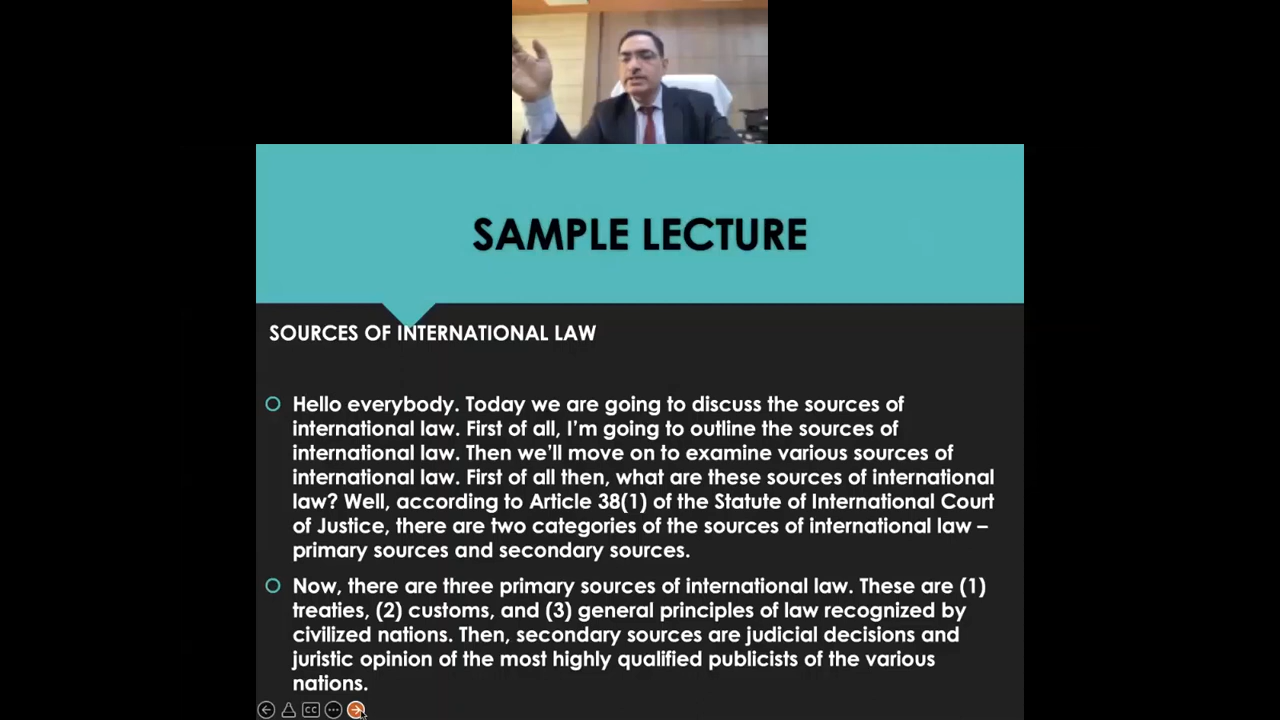 SAMPLE LECTURE
SOURCES OF INTERNATIONAL LAW
Hello everybody. Today we are going to discuss the sources of
international law. First of all, I’m going to outline the sources of
international law. Then we’ll move on to examine various sources of
international law. First of all then, what are these sources of international
law? Well, according to Article 38(1) of the Statute of International Court
of Justice, there are two categories of the sources of international law –
primary sources and secondary sources.
Now, there are three primary sources of international law. These are (1)
treaties, (2) customs, and (3) general principles of law recognized by
civilized nations. Then, secondary sources are judicial decisions and
juristic opinion of the most highly qualified publicists of the various
nations.
CC